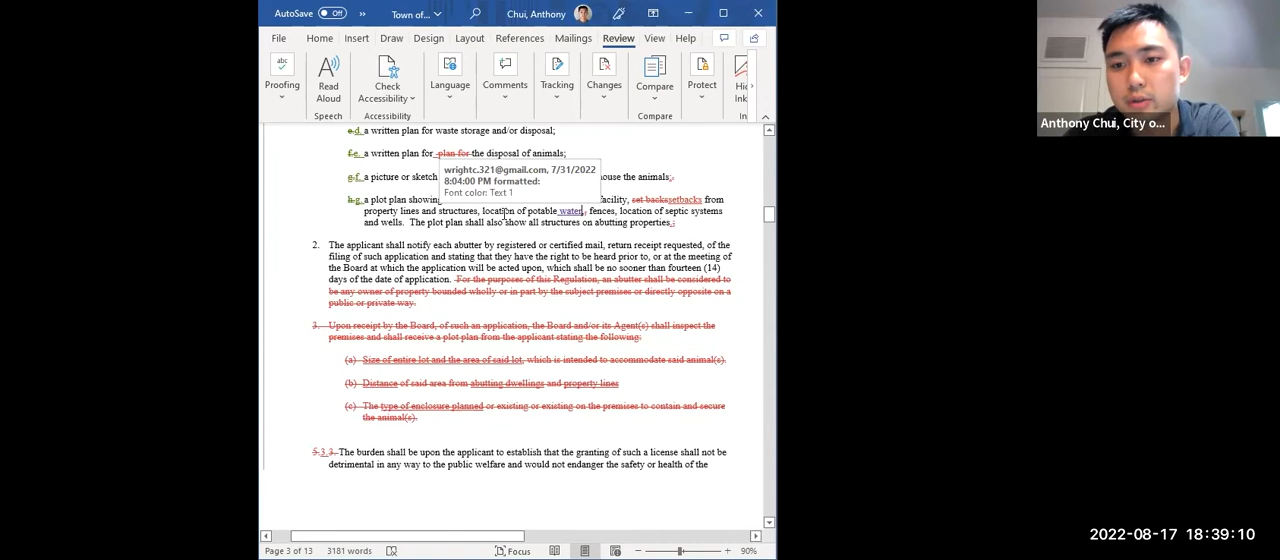 AutoSave Off Town of... Chui, Anthony
File Home Insert Draw Design Layout References Mailings Review View Help
Proofing Read Aloud Check Accessibility Language Comments Tracking Changes Compare Protect Hic Ink
Speech Accessibility Compare In
e.d. a written plan for waste storage and/or disposal;
f.e. a written plan for plan for the disposal of animals;
g.f. a picture or sketch house the animals;.
wrightc.321@gmail.com, 7/31/2022
8:04:00 PM formatted:
Font color: Text 1
h.g. a plot plan showing facility, set backssetbacks from
property lines and structures, location of potable water,, fences, location of septic systems
and wells. The plot plan shall also show all structures on abutting properties.;
2. The applicant shall notify each abutter by registered or certified mail, return receipt requested, of the
filing of such application and stating that they have the right to be heard prior to, or at the meeting of
the Board at which the application will be acted upon, which shall be no sooner than fourteen (14)
days of the date of application. For the purposes of this Regulation, an abutter shall be considered to
be any owner of property bounded wholly or in part by the subject premises or directly opposite on a
public or private way.
3. Upon receipt by the Board, of such an application, the Board and/or its Agent(s) shall inspect the
premises and shall receive a plot plan from the applicant stating the following:
(a) Size of entire lot and the area of said lot, which is intended to accommodate said animal(s).
(b) Distance of said area from abutting dwellings and property lines
(c) The type of enclosure planned or existing or existing on the premises to contain and secure
the animal(s).
5.3.3. The burden shall be upon the applicant to establish that the granting of such a license shall not be
detrimental in any way to the public welfare and would not endanger the safety or health of the
Page 3 of 13 3181 words Focus 90%
Anthony Chui, City o...
2022-08-17 18:39:10